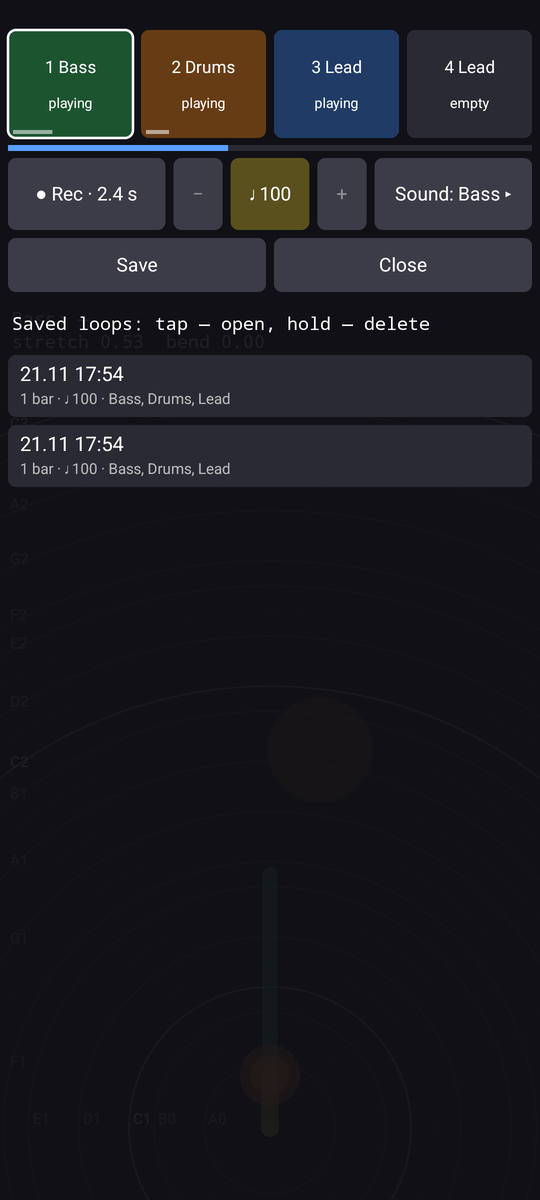 1 Bass
playing
2 Drums
playing
3 Lead
playing
4 Lead
empty
● Rec · 2.4 s
−
♩100
+
Sound: Bass ▸
Save
Close
Saved loops: tap — open, hold — delete
stretch 0.53 bend 0.00
21.11 17:54
1 bar · ♩100 · Bass, Drums, Lead
21.11 17:54
1 bar · ♩100 · Bass, Drums, Lead
A2
G2
F2
E2
D2
C2
B1
A1
G1
F1
E1 D1 C1 B0 A0